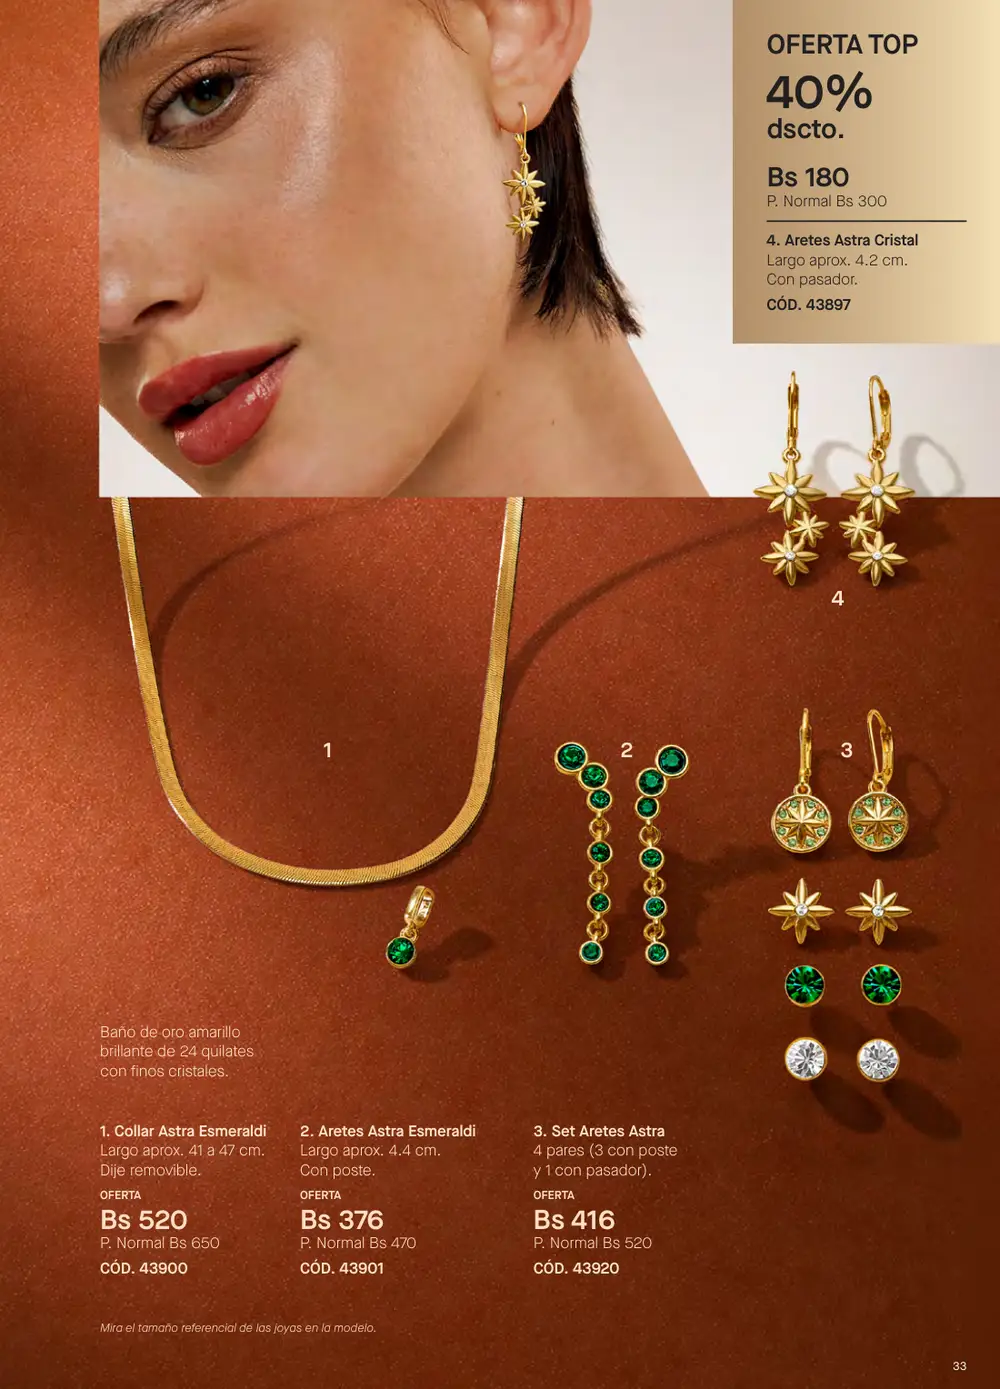 OFERTA TOP
40%
dscto.
Bs 180
P. Normal Bs 300
4. Aretes Astra Cristal
Largo aprox. 4.2 cm.
Con pasador.
CÓD. 43897
4
1
2
3
Baño de oro amarillo
brillante de 24 quilates
con finos cristales.
1. Collar Astra Esmeraldi
Largo aprox. 41 a 47 cm.
Dije removible.
OFERTA
Bs 520
P. Normal Bs 650
CÓD. 43900
2. Aretes Astra Esmeraldi
Largo aprox. 4.4 cm.
Con poste.
OFERTA
Bs 376
P. Normal Bs 470
CÓD. 43901
3. Set Aretes Astra
4 pares (3 con poste
y 1 con pasador).
OFERTA
Bs 416
P. Normal Bs 520
CÓD. 43920
Mira el tamaño referencial de las joyas en la modelo.
33